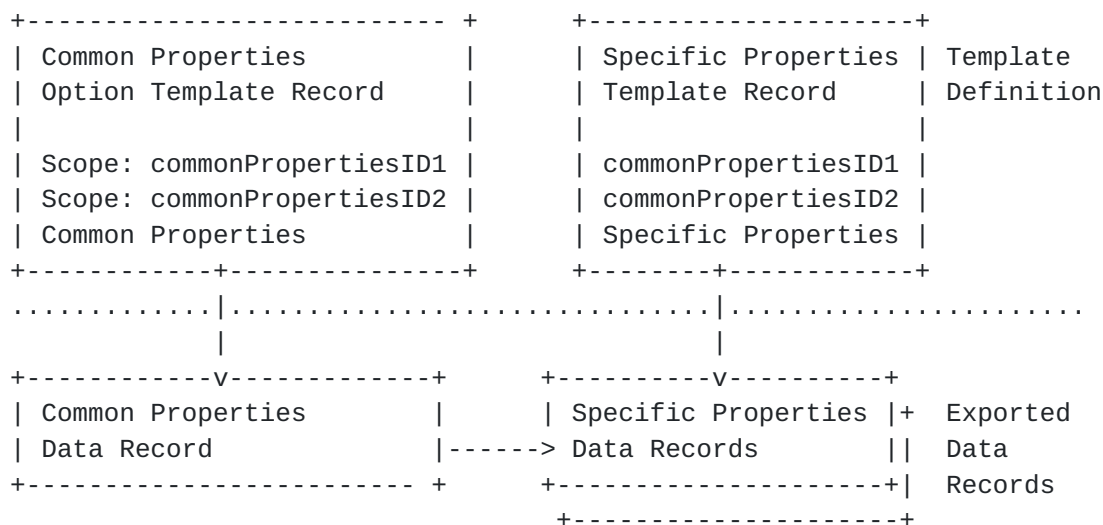 +--------------------------- +      +---------------------+
| Common Properties          |      | Specific Properties | Template
| Option Template Record     |      | Template Record     | Definition
|                            |      |                     |
| Scope: commonPropertiesID1 |      | commonPropertiesID1 |
| Scope: commonPropertiesID2 |      | commonPropertiesID2 |
| Common Properties          |      | Specific Properties |
+------------+---------------+      +--------+------------+
.............|...............................|.......................
             |                               |
+------------v-------------+      +----------v----------+
| Common Properties        |      | Specific Properties |+  Exported
| Data Record              |------> Data Records        ||  Data
+------------------------- +      +---------------------+|  Records
                                   +---------------------+